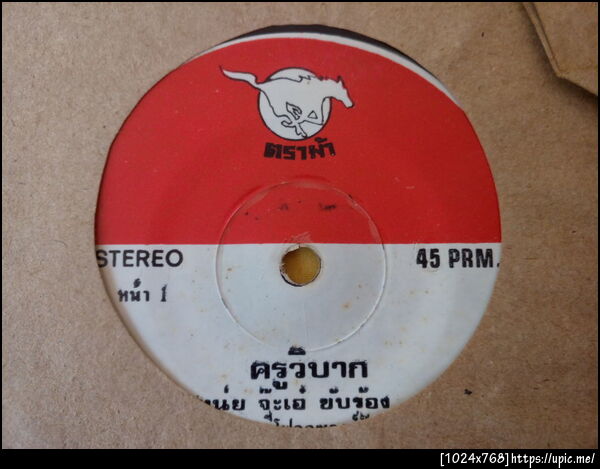 ตราม้า
STEREO
45 PRM.
หน้า 1
ครูวิบาก
จ๊ะเอ๋ ขับร้อง
[1024x768]https://upic.me/